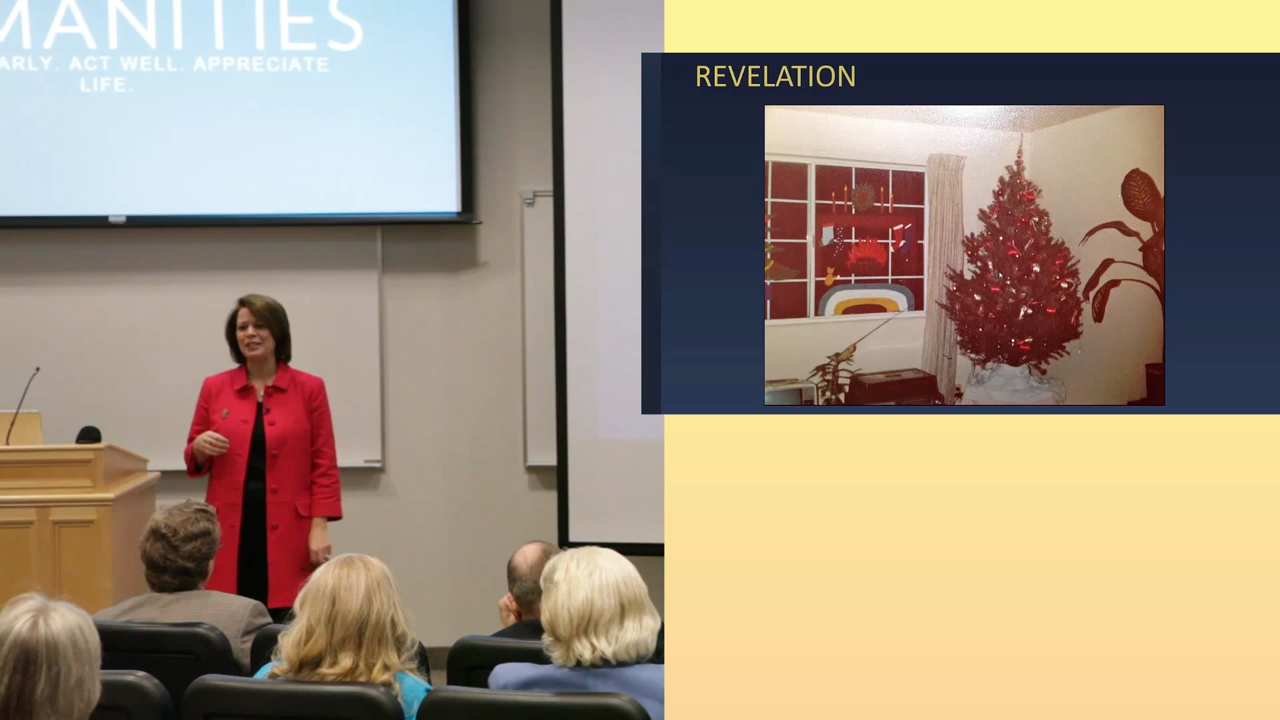 MANITIES
ARLY. ACT WELL. APPRECIATE
LIFE.
REVELATION